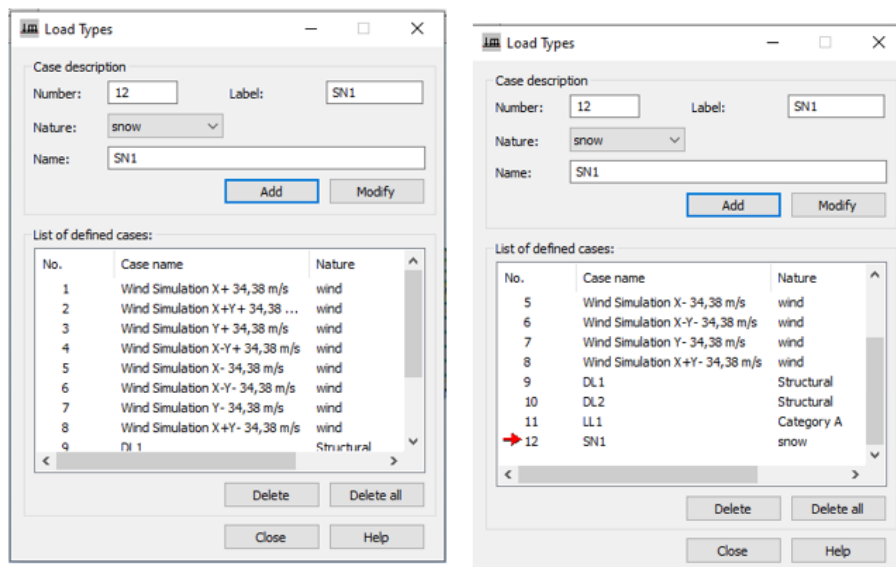 Load Types
Case description
Number: 12 Label: SN1
Nature: snow
Name: SN1
Add Modify
List of defined cases:
No. Case name Nature
1 Wind Simulation X+ 34,38 m/s wind
2 Wind Simulation X+Y+ 34,38 ... wind
3 Wind Simulation Y+ 34,38 m/s wind
4 Wind Simulation X-Y+ 34,38 m/s wind
5 Wind Simulation X- 34,38 m/s wind
6 Wind Simulation X-Y- 34,38 m/s wind
7 Wind Simulation Y- 34,38 m/s wind
8 Wind Simulation X+Y- 34,38 m/s wind
9 DL1 Structural
Delete Delete all
Close Help
Load Types
Case description
Number: 12 Label: SN1
Nature: snow
Name: SN1
Add Modify
List of defined cases:
No. Case name Nature
5 Wind Simulation X- 34,38 m/s wind
6 Wind Simulation X-Y- 34,38 m/s wind
7 Wind Simulation Y- 34,38 m/s wind
8 Wind Simulation X+Y- 34,38 m/s wind
9 DL1 Structural
10 DL2 Structural
11 LL1 Category A
12 SN1 snow
Delete Delete all
Close Help